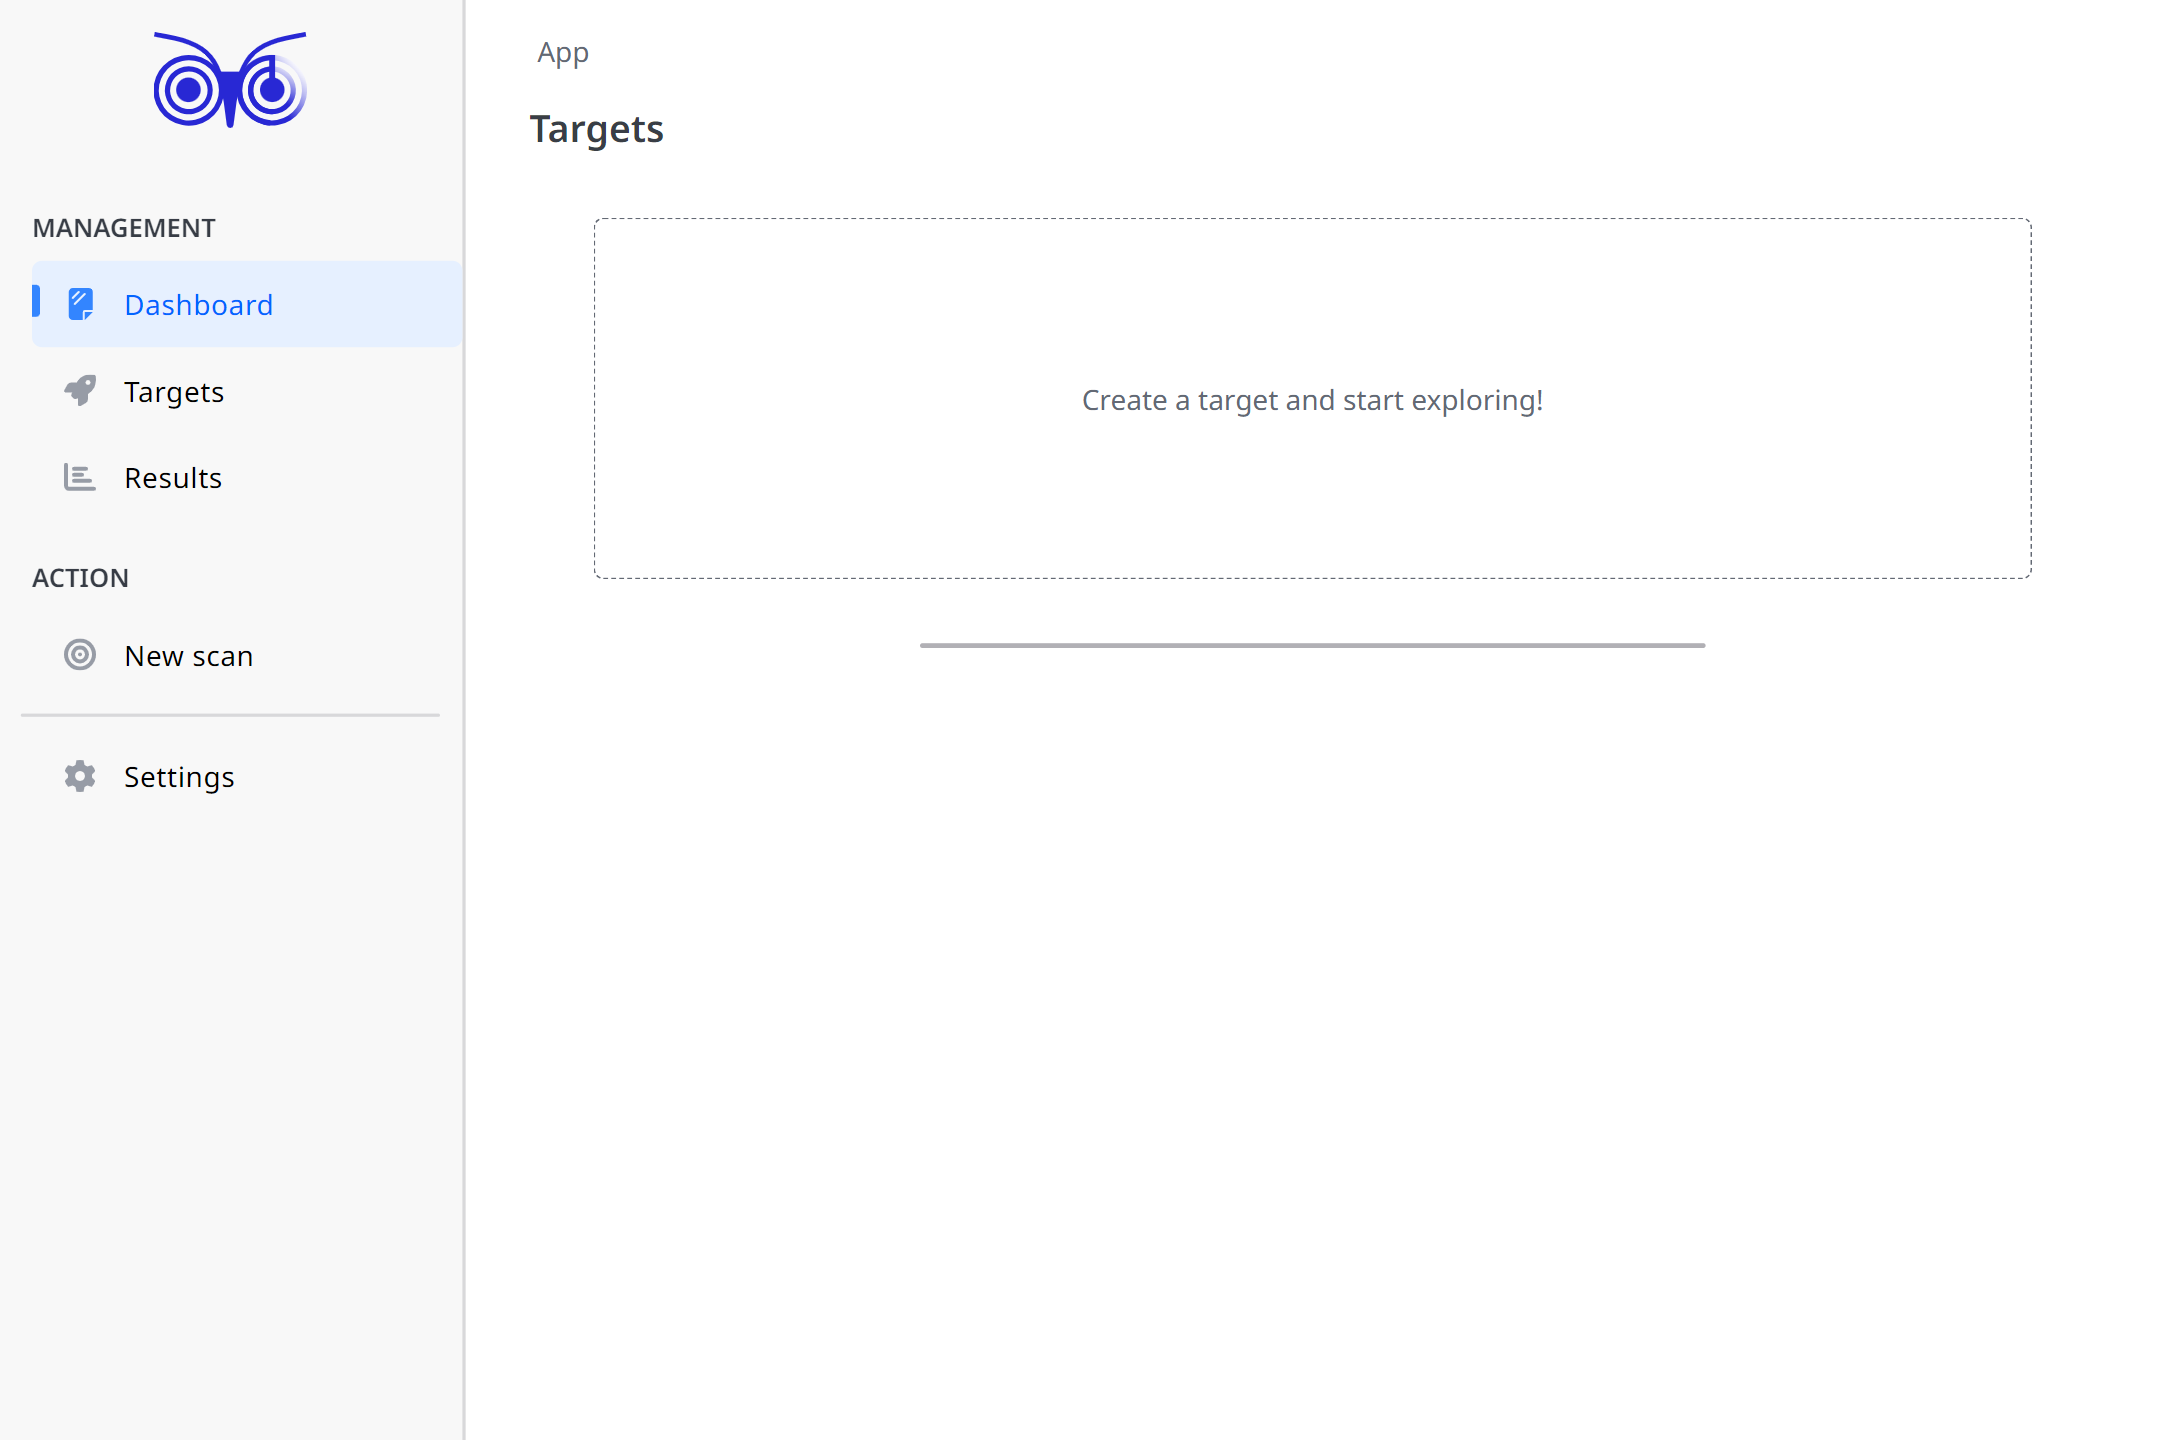 MANAGEMENT
Dashboard
Targets
Results
ACTION
New scan
Settings
App
Targets
Create a target and start exploring!